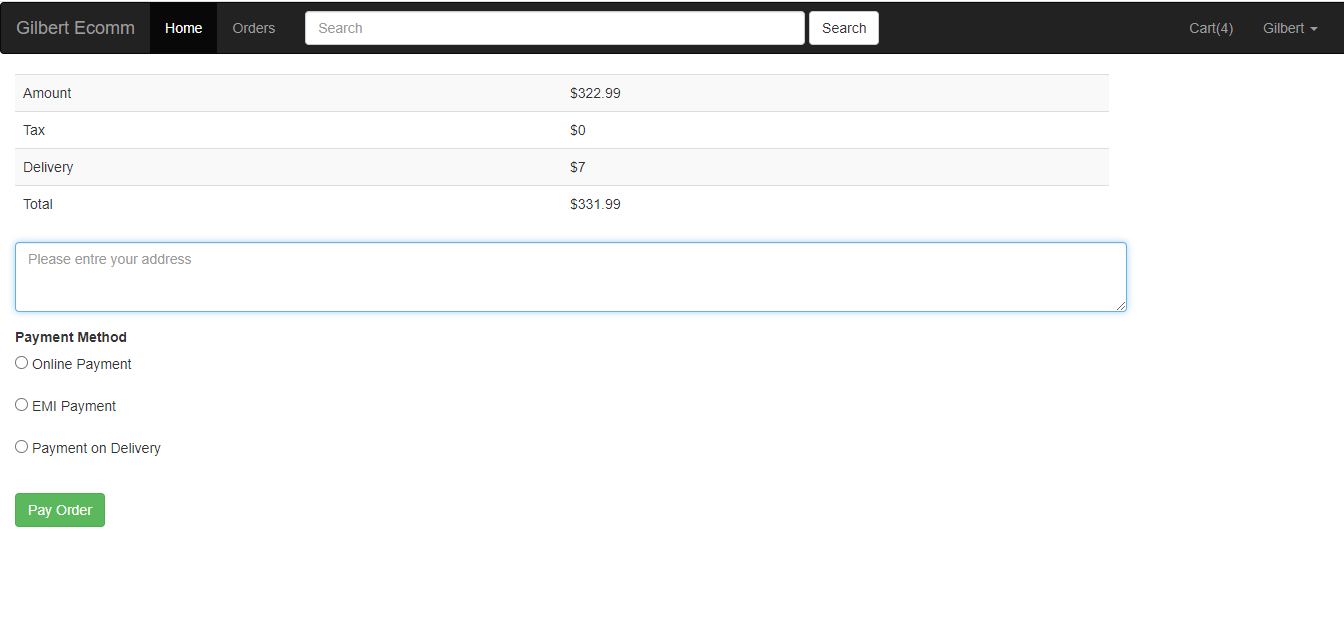 Gilbert Ecomm Home Orders Search Search Cart(4) Gilbert
Amount $322.99
Tax $0
Delivery $7
Total $331.99
Please entre your address
Payment Method
Online Payment
EMI Payment
Payment on Delivery
Pay Order